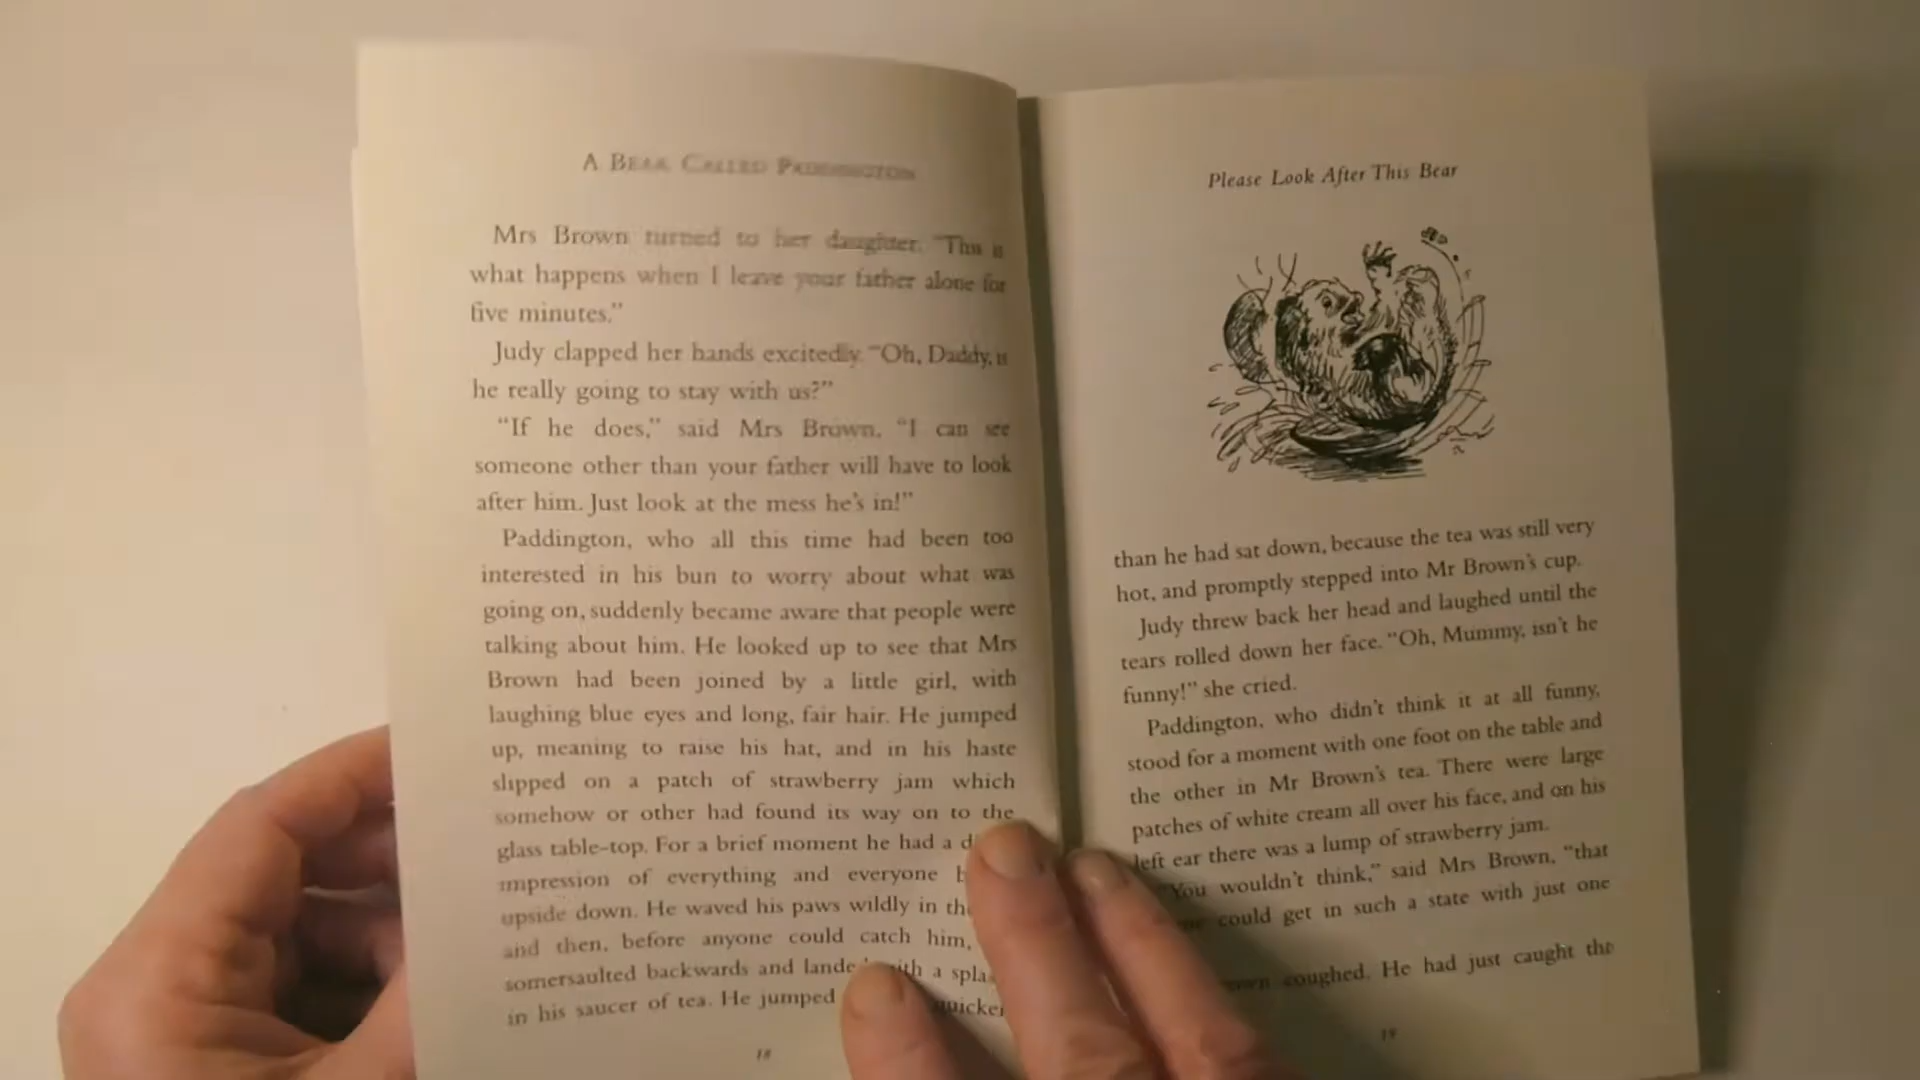 A BEAR CALLED PADDINGTON
Mrs Brown turned to her daughter. "This is
what happens when I leave your father alone for
five minutes."
Judy clapped her hands excitedly. "Oh, Daddy, is
he really going to stay with us?"
"If he does," said Mrs Brown, "I can see
someone other than your father will have to look
after him. Just look at the mess he's in!"
Paddington, who all this time had been too
interested in his bun to worry about what was
going on, suddenly became aware that people were
talking about him. He looked up to see that Mrs
Brown had been joined by a little girl, with
laughing blue eyes and long, fair hair. He jumped
up, meaning to raise his hat, and in his haste
slipped on a patch of strawberry jam which
somehow or other had found its way on to the
glass table-top. For a brief moment he had a
impression of everything and everyone
upside down. He waved his paws wildly in the
and then, before anyone could catch him,
somersaulted backwards and landed with a
in his saucer of tea. He jumped quicker
18
Please Look After This Bear
than he had sat down, because the tea was still very
hot, and promptly stepped into Mr Brown's cup.
Judy threw back her head and laughed until the
tears rolled down her face. "Oh, Mummy, isn't he
funny!" she cried.
Paddington, who didn't think it at all funny,
stood for a moment with one foot on the table and
the other in Mr Brown's tea. There were large
patches of white cream all over his face, and on his
left ear there was a lump of strawberry jam.
"You wouldn't think," said Mrs Brown, "that
could get in such a state with just one
coughed. He had just caught the
19